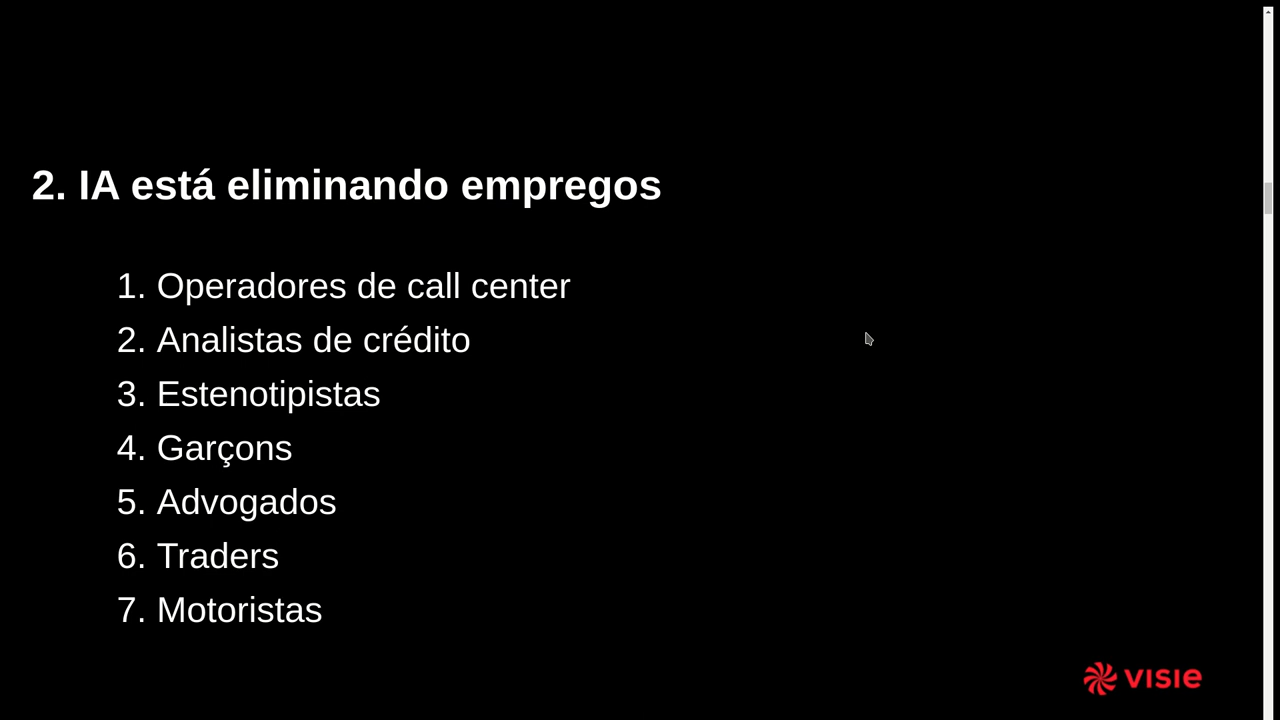 2. IA está eliminando empregos
1. Operadores de call center
2. Analistas de crédito
3. Estenotipistas
4. Garçons
5. Advogados
6. Traders
7. Motoristas
VISIE